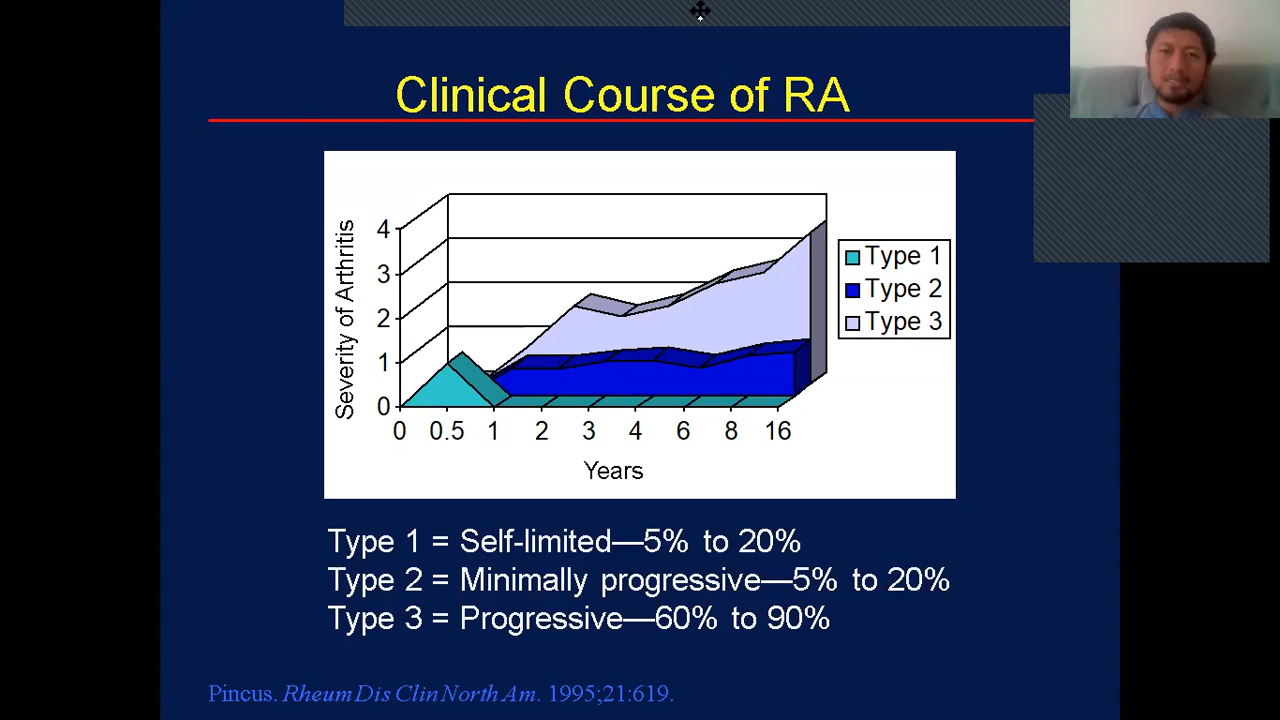 Clinical Course of RA
Severity of Arthritis
4
3
2
1
0
0 0.5 1 2 3 4 6 8 16
Years
Type 1
Type 2
Type 3
Type 1 = Self-limited—5% to 20%
Type 2 = Minimally progressive—5% to 20%
Type 3 = Progressive—60% to 90%
Pincus. Rheum Dis Clin North Am. 1995;21:619.